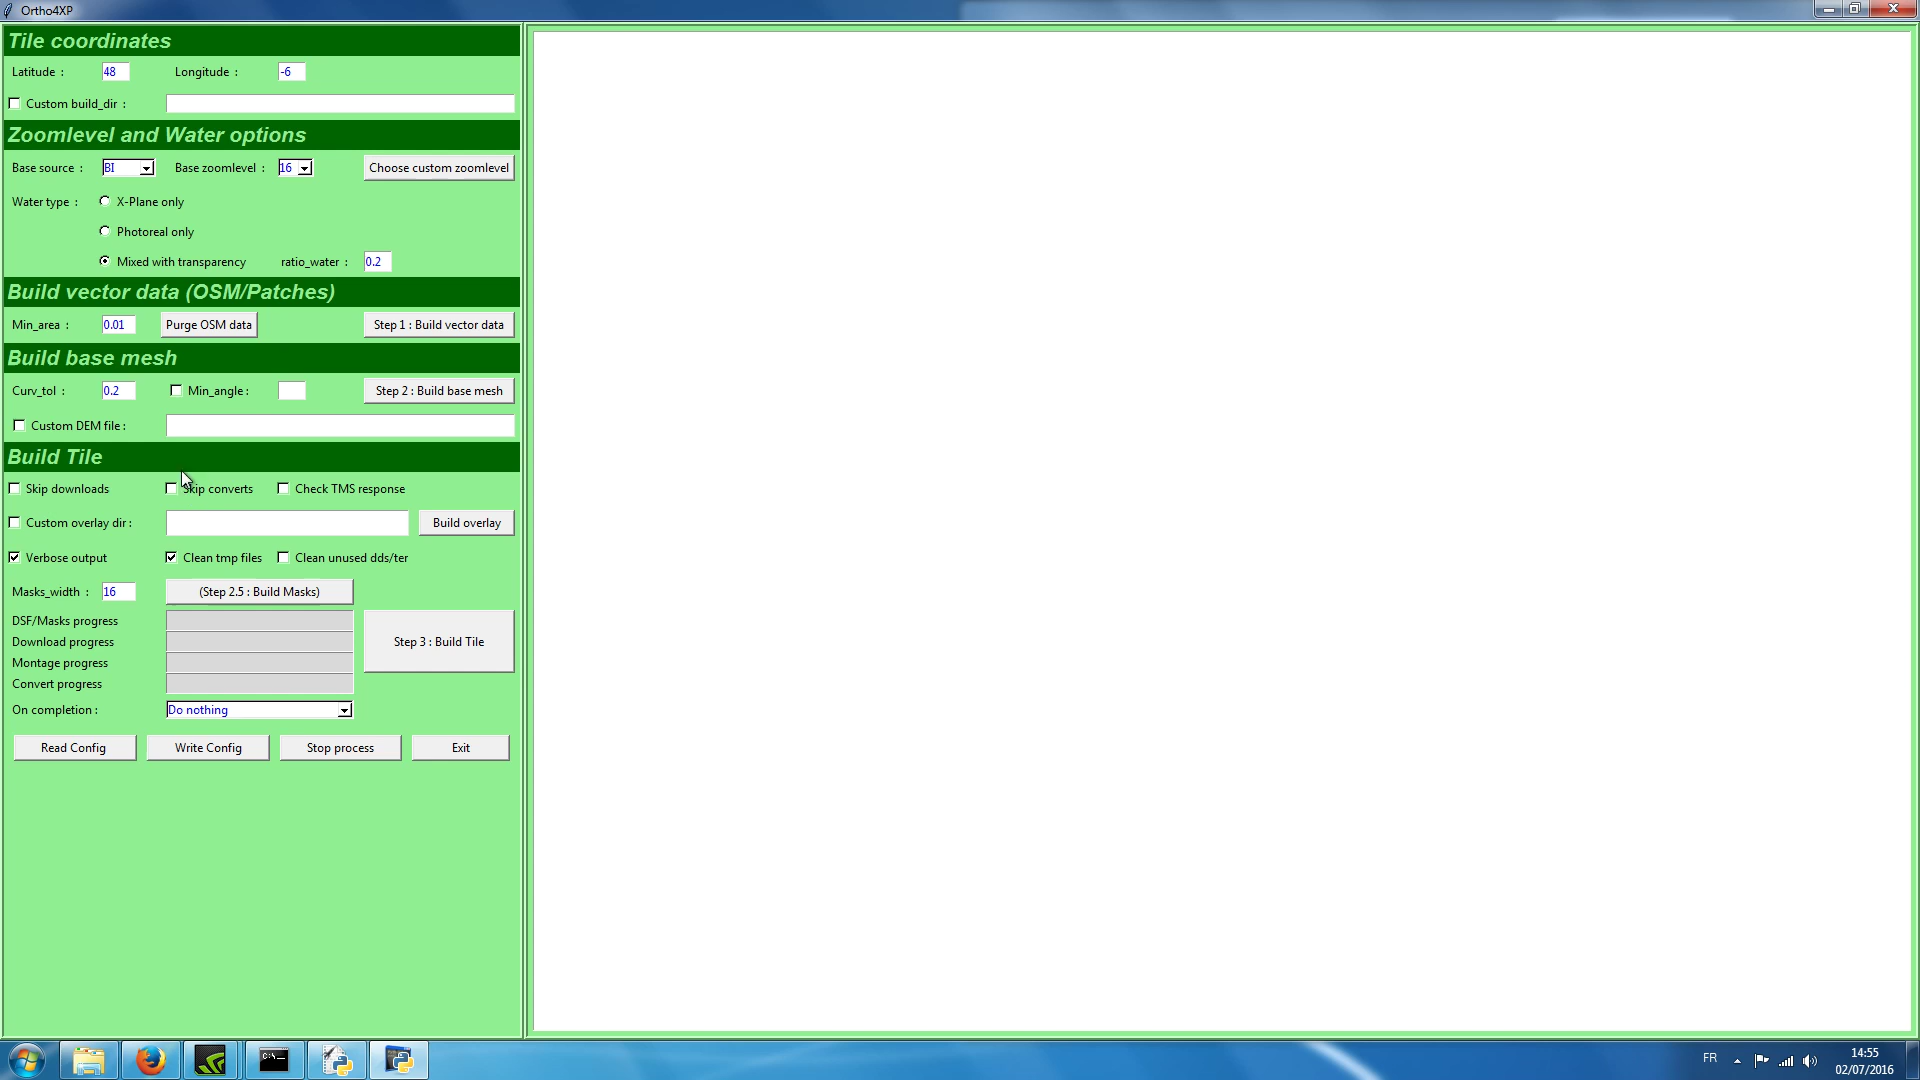 Ortho4XP
Tile coordinates
Latitude : 48 Longitude : -6
Custom build_dir :
Zoomlevel and Water options
Base source : BI Base zoomlevel : 16 Choose custom zoomlevel
Water type : X-Plane only
Photoreal only
Mixed with transparency ratio_water : 0.2
Build vector data (OSM/Patches)
Min_area : 0.01 Purge OSM data Step 1 : Build vector data
Build base mesh
Curv_tol : 0.2 Min_angle : Step 2 : Build base mesh
Custom DEM file :
Build Tile
Skip downloads Skip converts Check TMS response
Custom overlay dir : Build overlay
Verbose output Clean tmp files Clean unused dds/ter
Masks_width : 16 (Step 2.5 : Build Masks)
DSF/Masks progress
Download progress
Step 3 : Build Tile
Montage progress
Convert progress
On completion : Do nothing
Read Config Write Config Stop process Exit
FR 14:55
02/07/2016